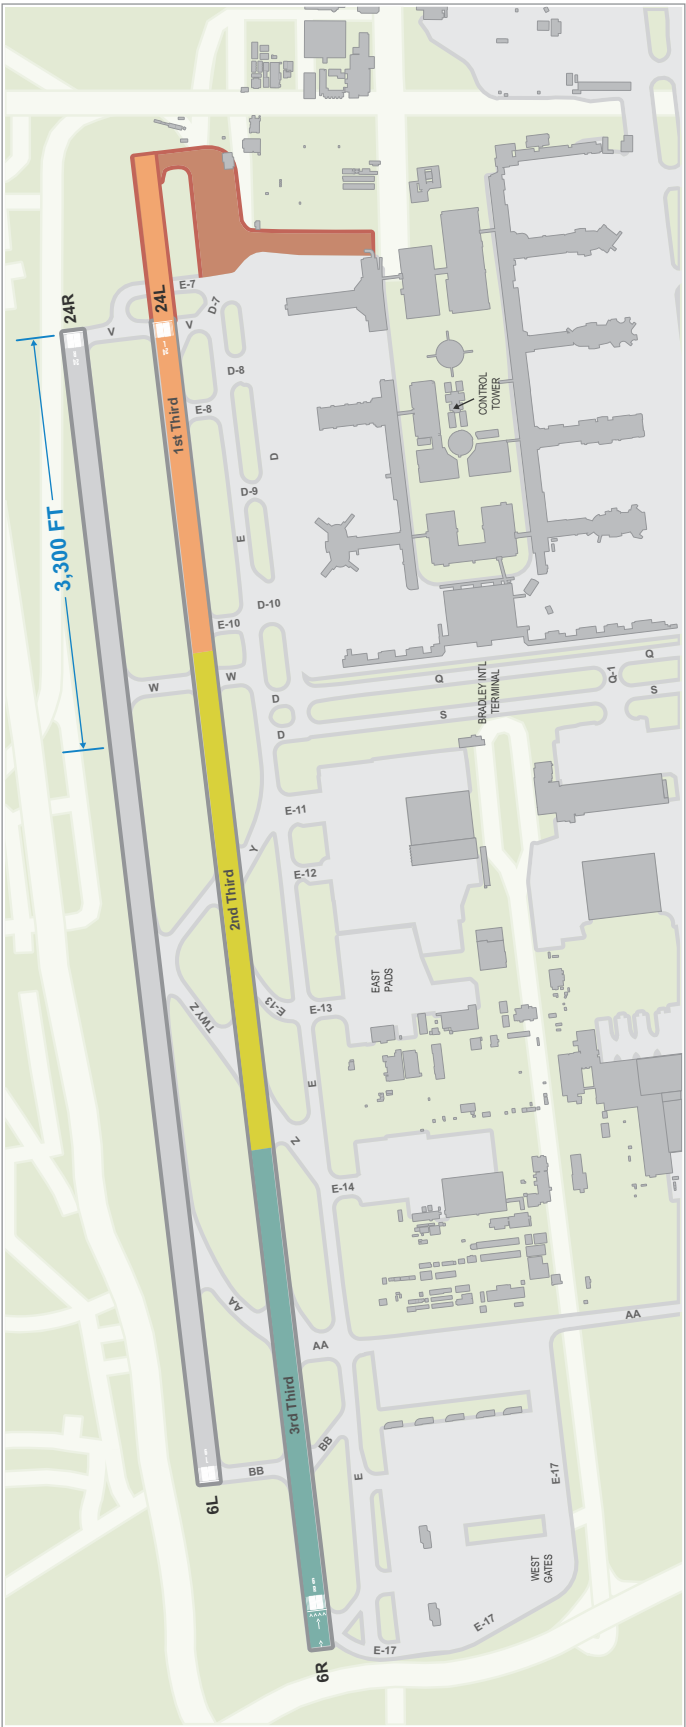 24R
24L
E-7
D-7
V
V
1st Third
E-8
D-8
D
D-9
E
D-10
E-10
CONTROL
TOWER
3,300 FT
W
W
D
D
Q
S
BRADLEY INTL
TERMINAL
Q-1
Q
S
E-11
Y
E-12
2nd Third
TWY Z
E-13
E-13
EAST
PADS
E
Z
E-14
AA
AA
AA
3rd Third
BB
BB
E
E-17
6L
WEST
GATES
E-17
E-17
6R